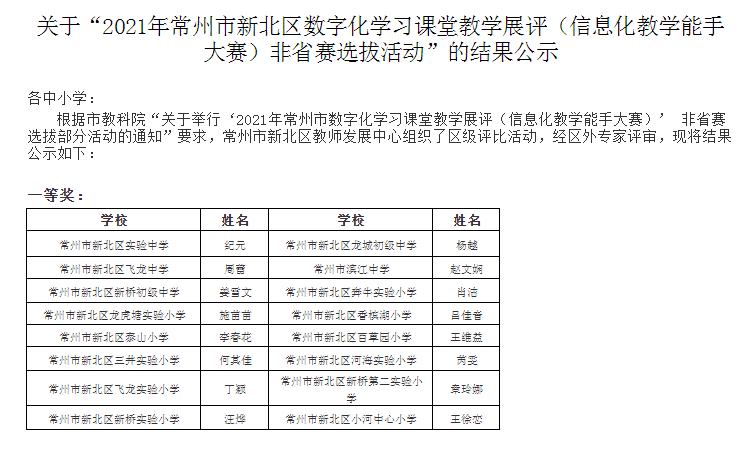 关于“2021年常州市新北区数字化学习课堂教学展评（信息化教学能手
大赛）非省赛选拔活动”的结果公示
各中小学：
根据市教科院“关于举行‘2021年常州市数字化学习课堂教学展评（信息化教学能手大赛）’ 非省赛
选拔部分活动的通知”要求，常州市新北区教师发展中心组织了区级评比活动，经区外专家评审，现将结果
公示如下：
一等奖：
学校 姓名 学校 姓名
常州市新北区实验中学 纪元 常州市新北区龙城初级中学 杨越
常州市新北区飞龙中学 周蕾 常州市滨江中学 赵文娴
常州市新北区新桥初级中学 姜雪文 常州市新北区奔牛实验小学 肖洁
常州市新北区龙虎塘实验小学 施苗苗 常州市新北区香槟湖小学 吕佳音
常州市新北区泰山小学 李春花 常州市新北区百草园小学 王维益
常州市新北区三井实验小学 何其佳 常州市新北区河海实验小学 芮雯
常州市新北区飞龙实验小学 丁颖 常州市新北区新桥第二实验小
学 章玲娜
常州市新北区新桥实验小学 汪烨 常州市新北区小河中心小学 王徐恋